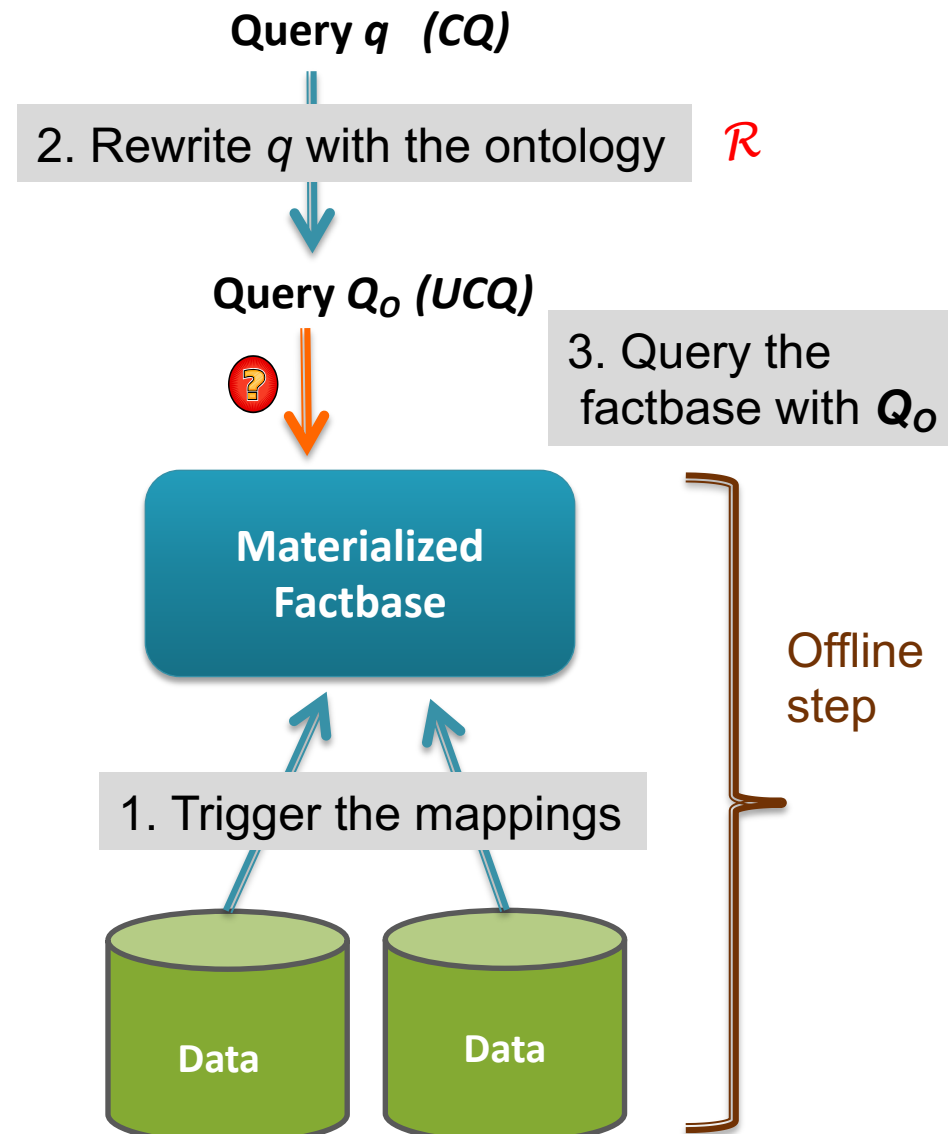 Query q (CQ)
2. Rewrite q with the ontology
ℛ
Query Qo (UCQ)
?
3. Query the
factbase with Qo
Materialized
Factbase
Offline
step
1. Trigger the mappings
Data
Data